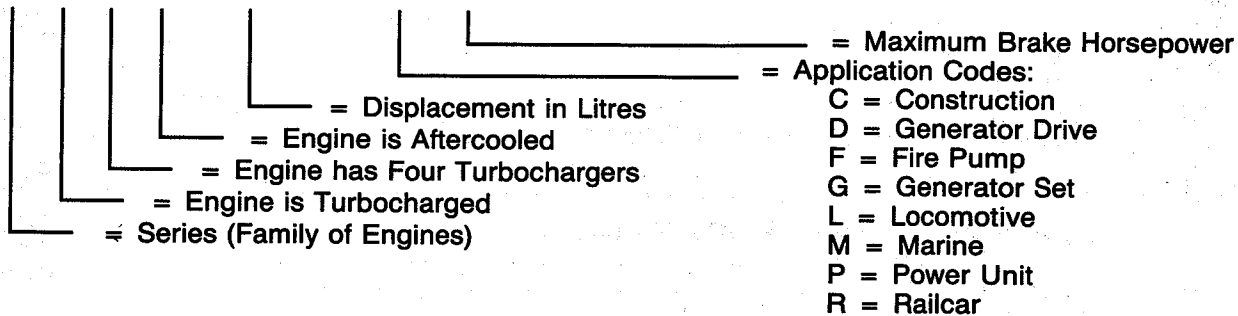 = Maximum Brake Horsepower
= Application Codes:
= Displacement in Litres
C = Construction
= Engine is Aftercooled
D = Generator Drive
= Engine has Four Turbochargers
F = Fire Pump
= Engine is Turbocharged
G = Generator Set
= Series (Family of Engines)
L = Locomotive
M = Marine
P = Power Unit
R = Railcar